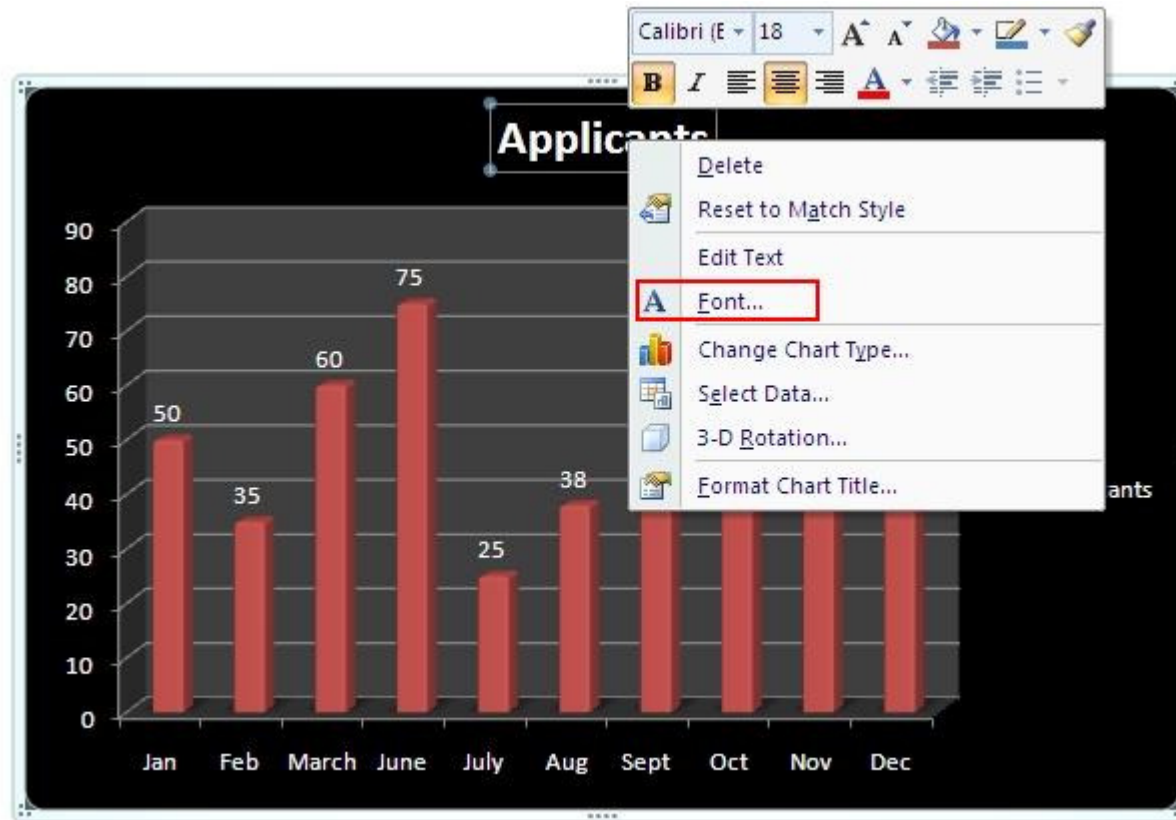 Calibri (E 18
B I A
Applicants
Delete
Reset to Match Style
Edit Text
Font...
Change Chart Type...
Select Data...
3-D Rotation...
Format Chart Title...
90
80
70
60
50
40
30
20
10
0
50
35
60
75
25
38
ants
Jan Feb March June July Aug Sept Oct Nov Dec